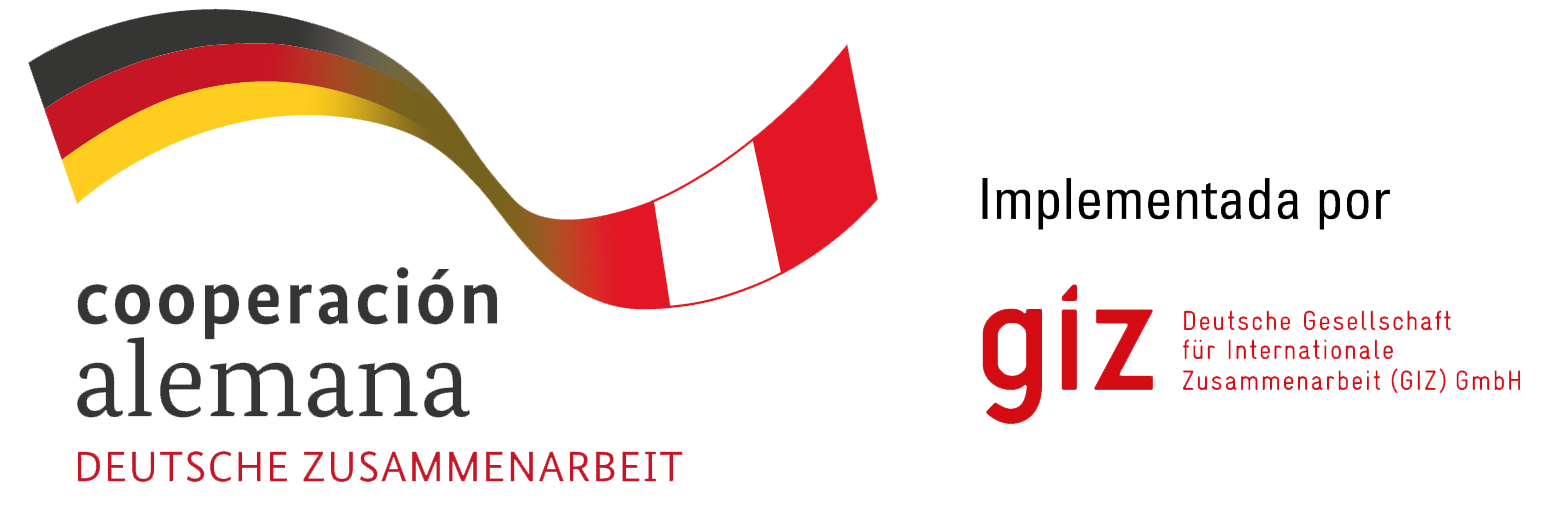 cooperación
alemana
DEUTSCHE ZUSAMMENARBEIT
Implementada por
giz
Deutsche Gesellschaft
für Internationale
Zusammenarbeit (GIZ) GmbH